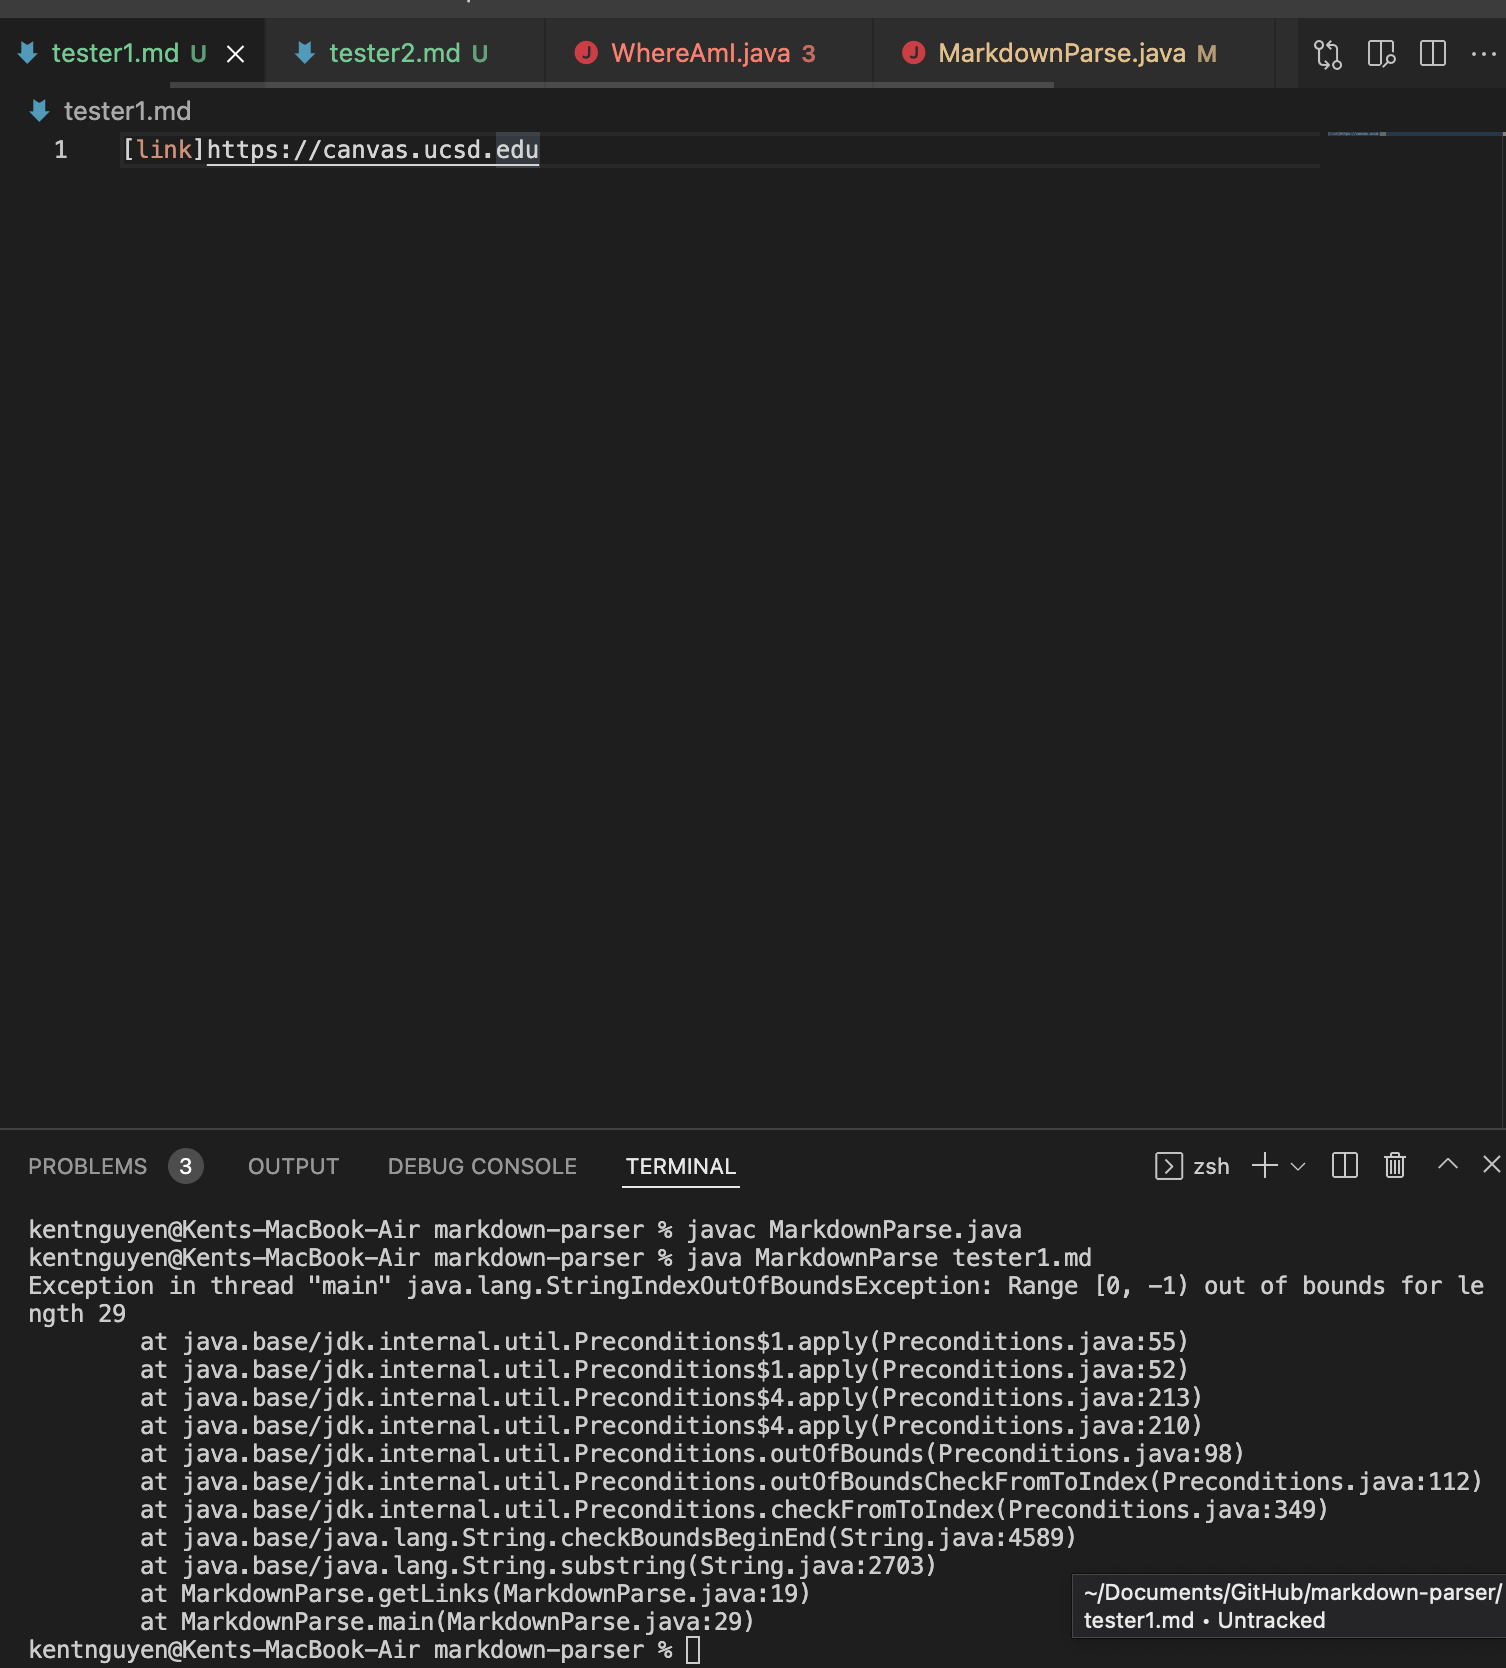 tester1.md U
tester2.md U
WhereAmI.java 3
MarkdownParse.java M
tester1.md
1 [link]https://canvas.ucsd.edu
PROBLEMS 3 OUTPUT DEBUG CONSOLE TERMINAL
zsh
kentnguyen@Kents-MacBook-Air markdown-parser % javac MarkdownParse.java
kentnguyen@Kents-MacBook-Air markdown-parser % java MarkdownParse tester1.md
Exception in thread "main" java.lang.StringIndexOutOfBoundsException: Range [0, -1) out of bounds for le
ngth 29
at java.base/jdk.internal.util.Preconditions$1.apply(Preconditions.java:55)
at java.base/jdk.internal.util.Preconditions$1.apply(Preconditions.java:52)
at java.base/jdk.internal.util.Preconditions$4.apply(Preconditions.java:213)
at java.base/jdk.internal.util.Preconditions$4.apply(Preconditions.java:210)
at java.base/jdk.internal.util.Preconditions.outOfBounds(Preconditions.java:98)
at java.base/jdk.internal.util.Preconditions.outOfBoundsCheckFromToIndex(Preconditions.java:112)
at java.base/jdk.internal.util.Preconditions.checkFromToIndex(Preconditions.java:349)
at java.base/java.lang.String.checkBoundsBeginEnd(String.java:4589)
at java.base/java.lang.String.substring(String.java:2703)
at MarkdownParse.getLinks(MarkdownParse.java:19)
at MarkdownParse.main(MarkdownParse.java:29)
kentnguyen@Kents-MacBook-Air markdown-parser %
~/Documents/GitHub/markdown-parser/
tester1.md • Untracked